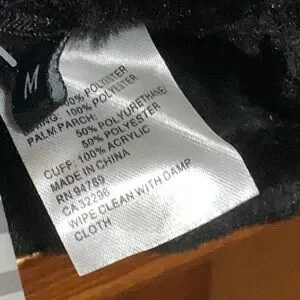 M
100% POLYESTER
100% POLYESTER
PALM PARCH:
50% POLYURETHANE/
50% POLYESTER
CUFF: 100% ACRYLIC
MADE IN CHINA
RN 94769
CA 32298
WIPE CLEAN WITH DAMP
CLOTH